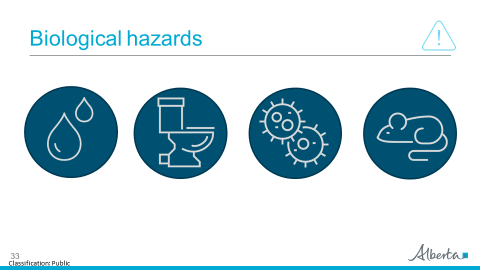 Biological hazards
!
33
Classification: Public
Alberta